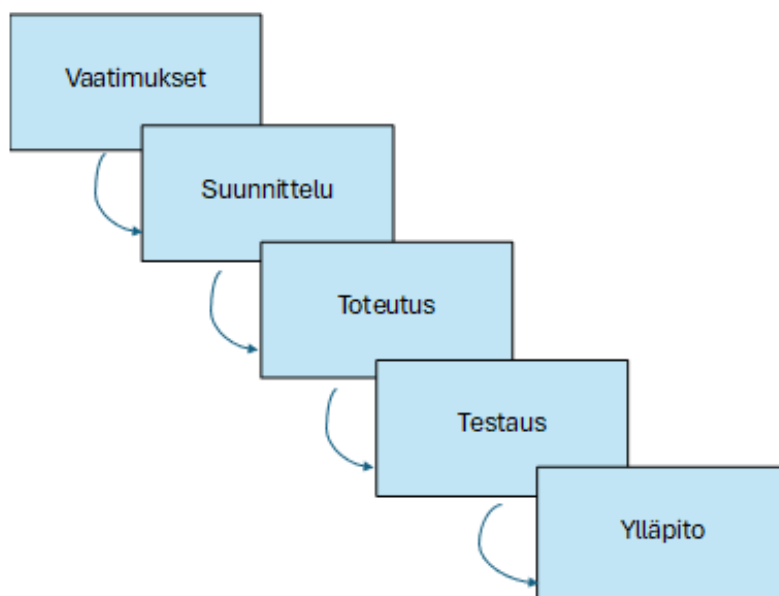 Vaatimukset
Suunnittelu
Toteutus
Testaus
Ylläpito